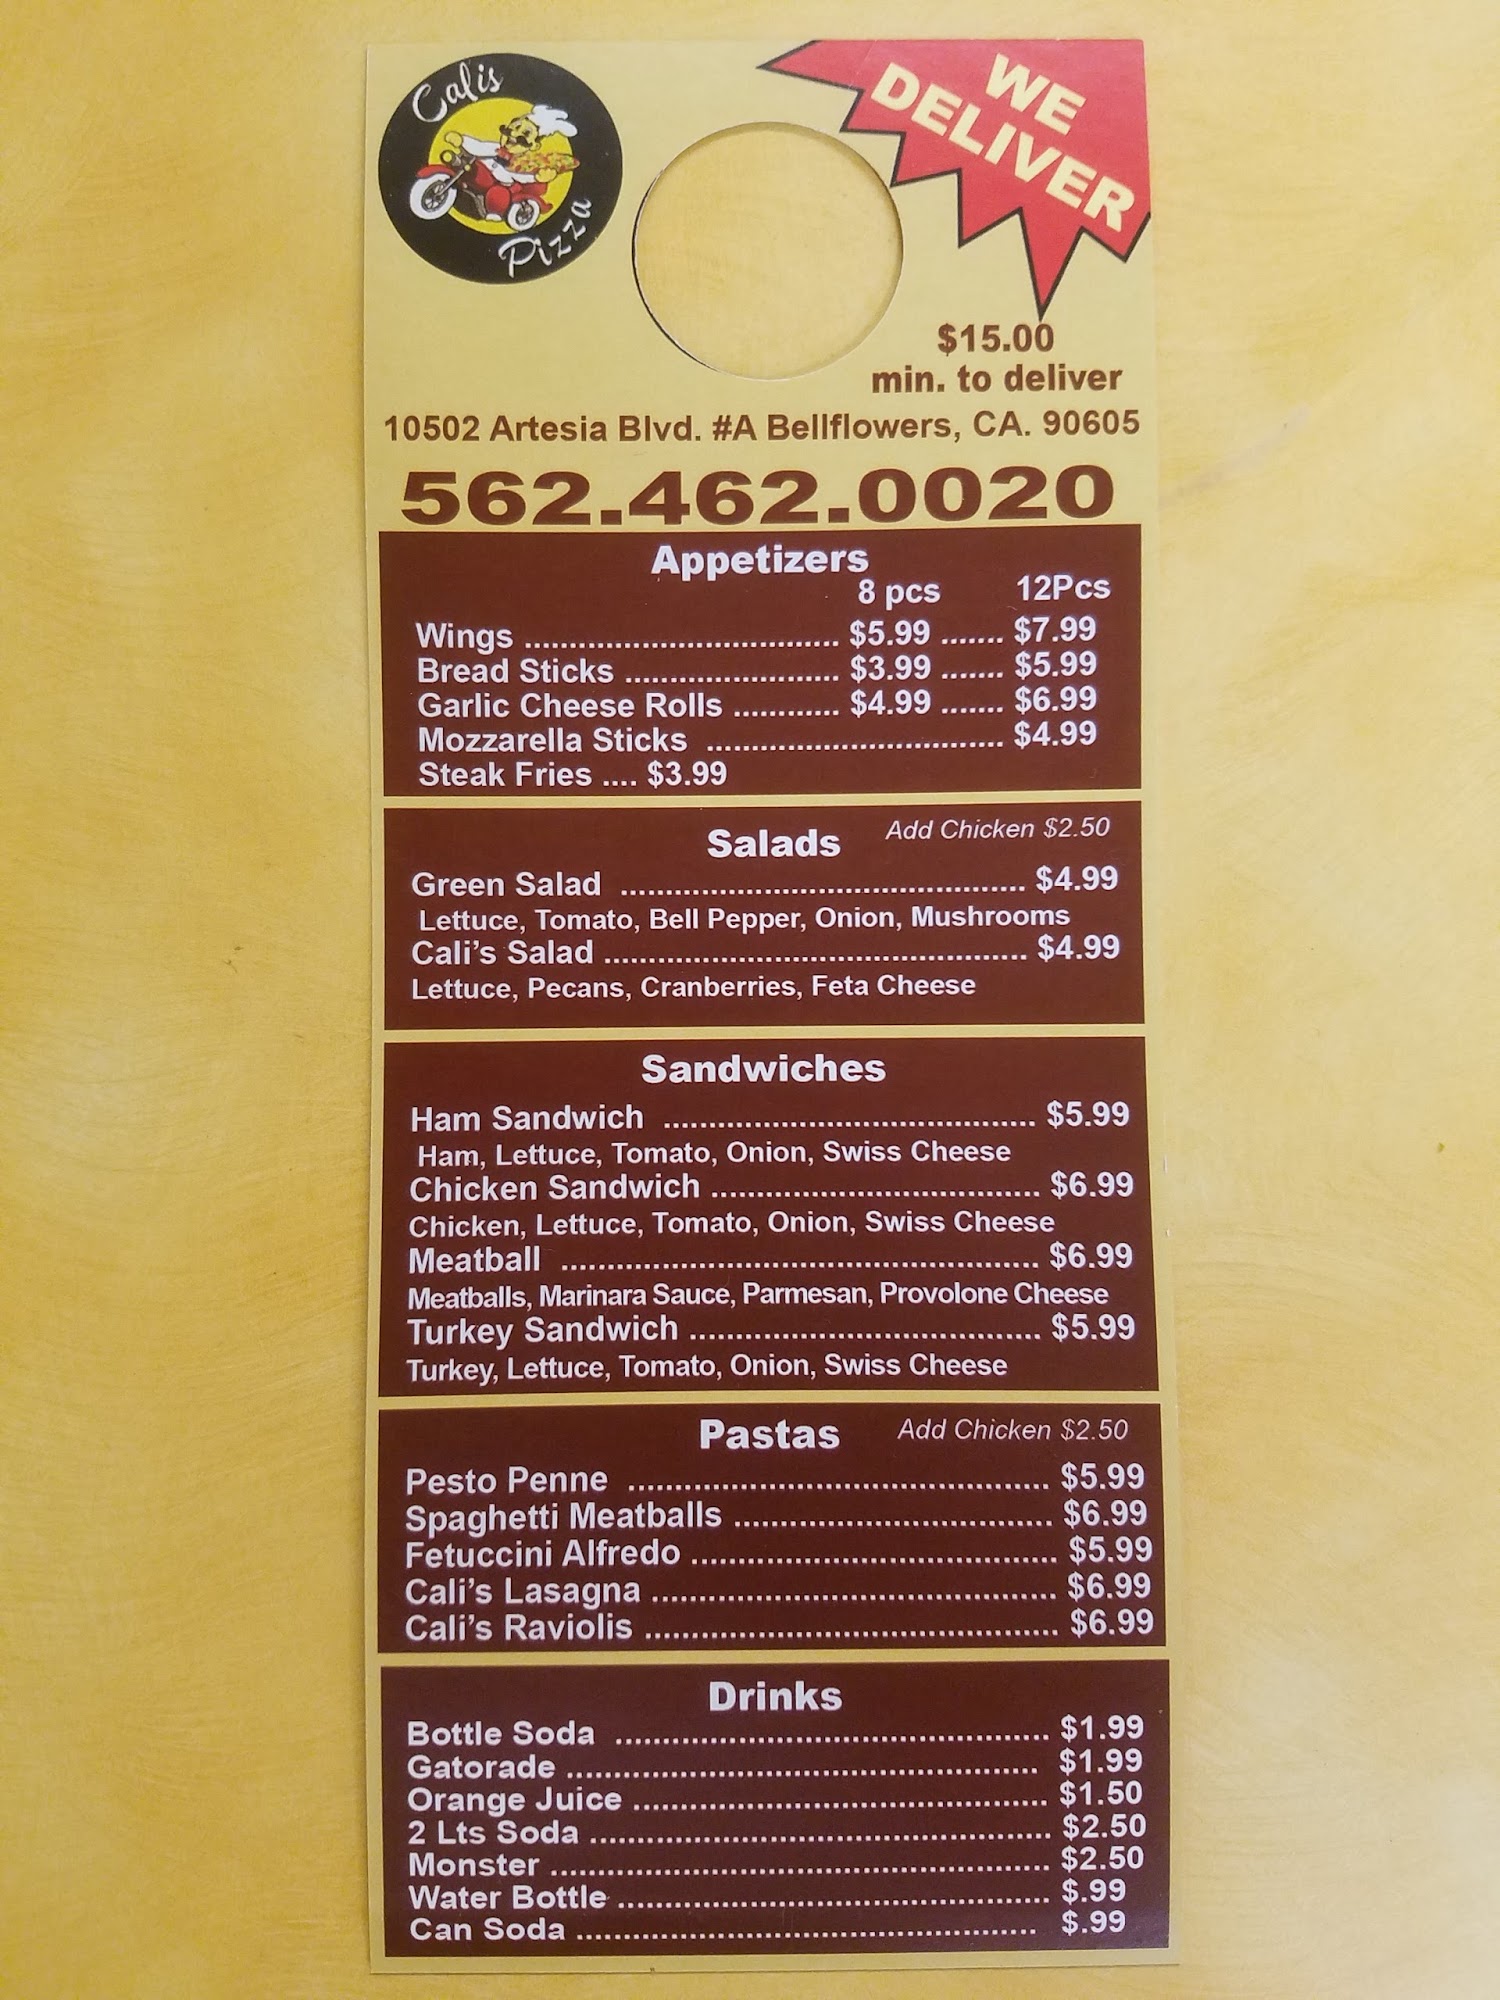 Calis
Pizza
WE
DELIVER
$15.00
min. to deliver
10502 Artesia Blvd. #A Bellflowers, CA. 90605
562.462.0020
Appetizers
8 pcs 12Pcs
Wings .................................. $5.99 ....... $7.99
Bread Sticks ....................... $3.99 ....... $5.99
Garlic Cheese Rolls ............ $4.99 ....... $6.99
Mozzarella Sticks ................................ $4.99
Steak Fries .... $3.99
Salads Add Chicken $2.50
Green Salad ............................................ $4.99
Lettuce, Tomato, Bell Pepper, Onion, Mushrooms
Cali's Salad .............................................. $4.99
Lettuce, Pecans, Cranberries, Feta Cheese
Sandwiches
Ham Sandwich ........................................ $5.99
Ham, Lettuce, Tomato, Onion, Swiss Cheese
Chicken Sandwich .................................... $6.99
Chicken, Lettuce, Tomato, Onion, Swiss Cheese
Meatball .................................................... $6.99
Meatballs, Marinara Sauce, Parmesan, Provolone Cheese
Turkey Sandwich ...................................... $5.99
Turkey, Lettuce, Tomato, Onion, Swiss Cheese
Pastas Add Chicken $2.50
Pesto Penne .............................................. $5.99
Spaghetti Meatballs ................................... $6.99
Fetuccini Alfredo ........................................ $5.99
Cali's Lasagna ............................................ $6.99
Cali's Raviolis ............................................. $6.99
Drinks
Bottle Soda ............................................... $1.99
Gatorade ................................................... $1.99
Orange Juice ............................................. $1.50
2 Lts Soda .................................................. $2.50
Monster ...................................................... $2.50
Water Bottle ............................................... $.99
Can Soda .................................................. $.99